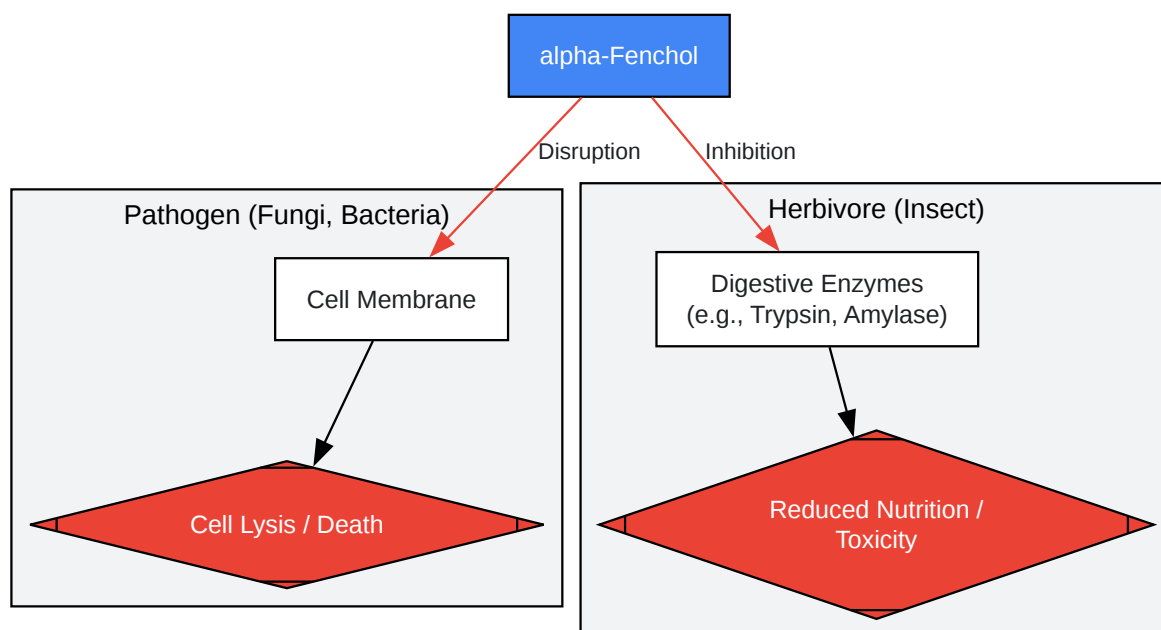 alpha-Fenchol
Disruption
Inhibition
Pathogen (Fungi, Bacteria)
Cell Membrane
Cell Lysis / Death
Herbivore (Insect)
Digestive Enzymes
(e.g., Trypsin, Amylase)
Reduced Nutrition /
Toxicity